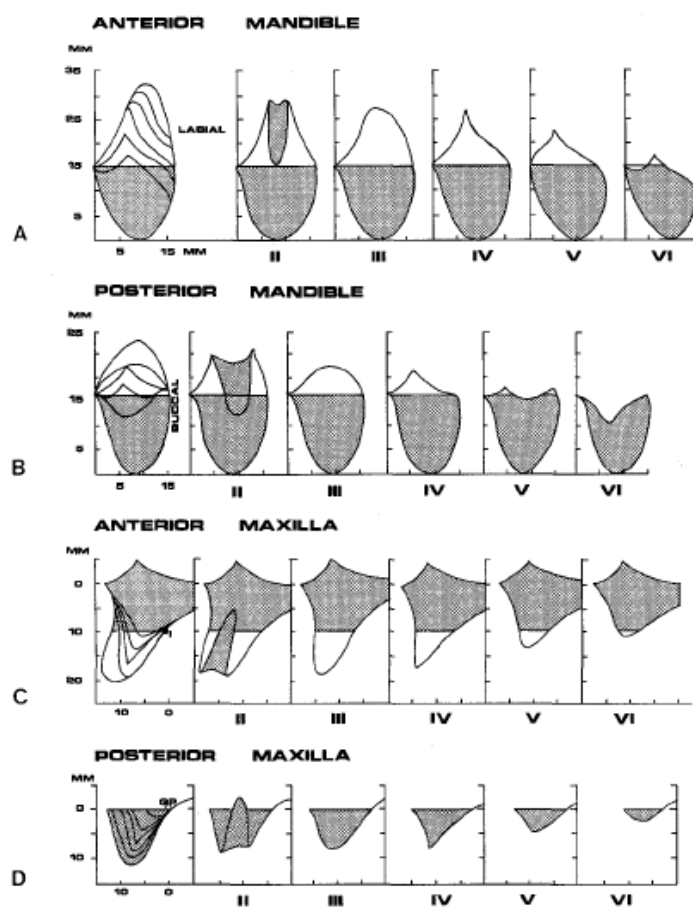 ANTERIOR MANDIBLE
MM
35
25
15
5
LABIAL
5 15 MM
A
II III IV V VI
POSTERIOR MANDIBLE
25
15
5
BUCCAL
5 15
B
II III IV V VI
ANTERIOR MAXILLA
MM
0
10
20
10 0
C
II III IV V VI
POSTERIOR MAXILLA
MM
GP
0
10
10 0
D
II III IV V VI